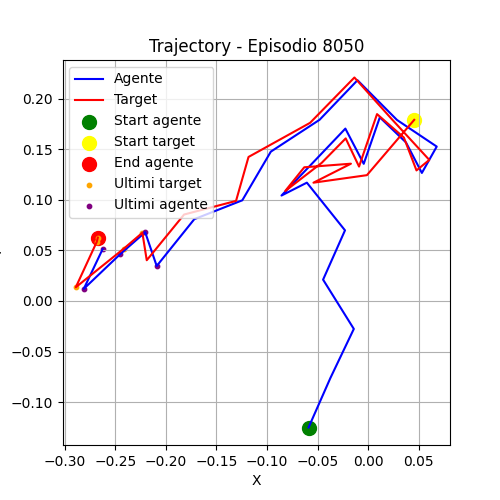 Trajectory - Episodio 8050
Agente
Target
Start agente
Start target
End agente
Ultimi target
Ultimi agente
0.20
0.15
0.10
0.05
0.00
−0.05
−0.10
−0.30 −0.25 −0.20 −0.15 −0.10 −0.05 0.00 0.05
X